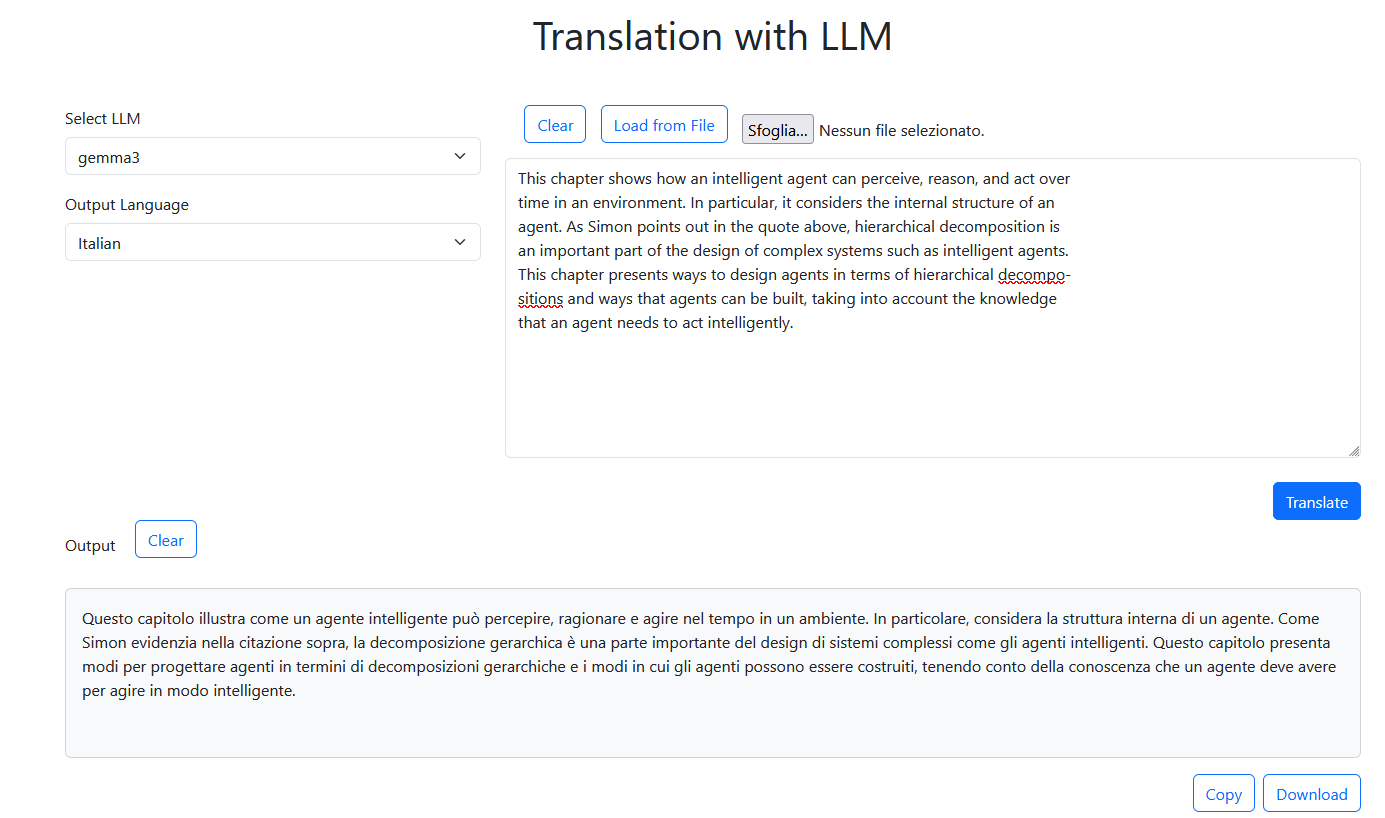 Translation with LLM
Select LLM
gemma3
Output Language
Italian
Clear
Load from File
Sfoglia... Nessun file selezionato.
This chapter shows how an intelligent agent can perceive, reason, and act over
time in an environment. In particular, it considers the internal structure of an
agent. As Simon points out in the quote above, hierarchical decomposition is
an important part of the design of complex systems such as intelligent agents.
This chapter presents ways to design agents in terms of hierarchical decompo-
sitions and ways that agents can be built, taking into account the knowledge
that an agent needs to act intelligently.
Translate
Output
Clear
Questo capitolo illustra come un agente intelligente può percepire, ragionare e agire nel tempo in un ambiente. In particolare, considera la struttura interna di un agente. Come
Simon evidenzia nella citazione sopra, la decomposizione gerarchica è una parte importante del design di sistemi complessi come gli agenti intelligenti. Questo capitolo presenta
modi per progettare agenti in termini di decomposizioni gerarchiche e i modi in cui gli agenti possono essere costruiti, tenendo conto della conoscenza che un agente deve avere
per agire in modo intelligente.
Copy
Download